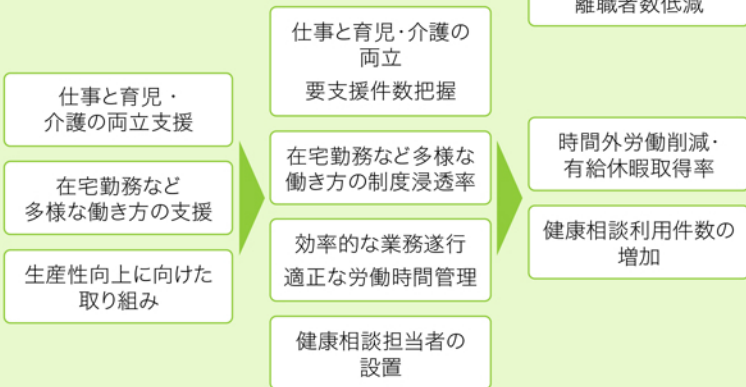 仕事と育児・
介護の両立支援
在宅勤務など
多様な働き方の支援
生産性向上に向けた
取り組み
仕事と育児・介護の
両立
要支援件数把握
在宅勤務など多様な
働き方の制度浸透率
効率的な業務遂行
適正な労働時間管理
健康相談担当者の
設置
離職者数低減
時間外労働削減・
有給休暇取得率
健康相談利用件数の
増加